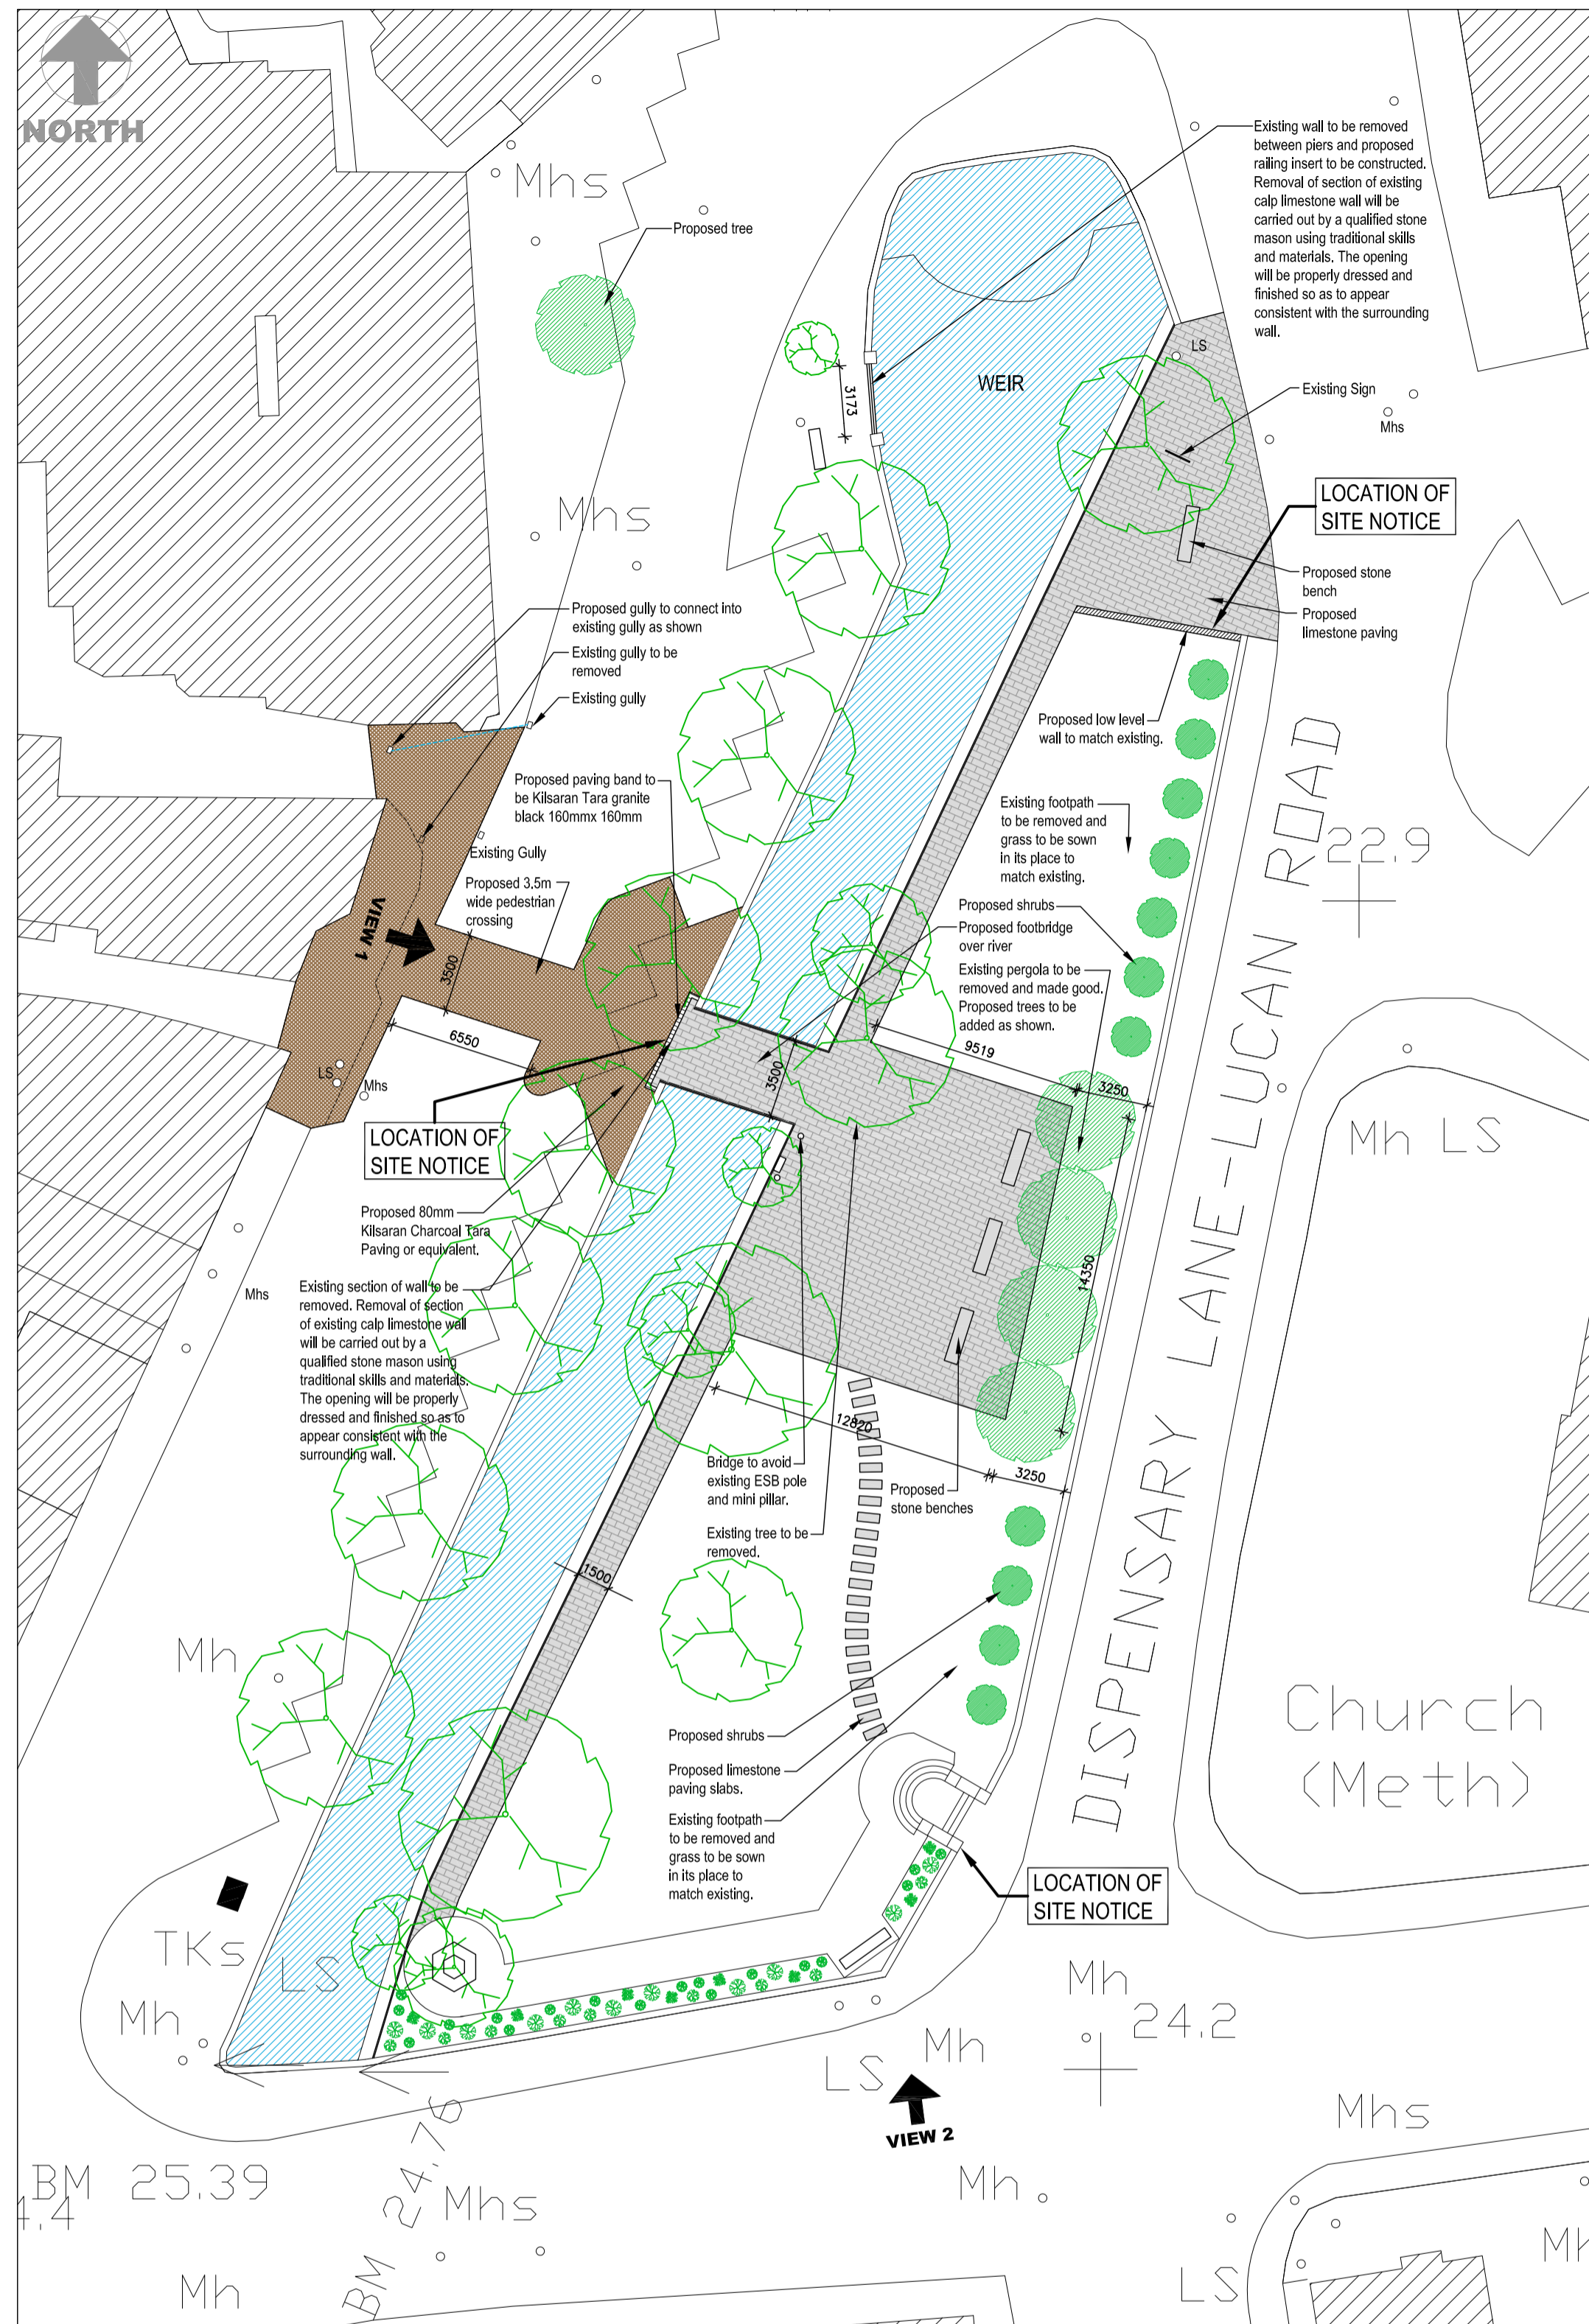 NORTH
Mhs
Proposed tree
Existing wall to be removed
between piers and proposed
railing insert to be constructed.
Removal of section of existing
calp limestone wall will be
carried out by a qualified stone
mason using traditional skills
and materials. The opening
will be properly dressed and
finished so as to appear
consistent with the surrounding
wall.
LS
WEIR
3173
Existing Sign
Mhs
LOCATION OF
SITE NOTICE
Mhs
Proposed stone
bench
Proposed
limestone paving
Proposed gully to connect into
existing gully as shown
Existing gully to be
removed
Existing gully
Proposed low level
wall to match existing.
Proposed paving band to
be Kilsaran Tara granite
black 160mmx 160mm
Existing footpath
to be removed and
grass to be sown
in its place to
match existing.
22.9
Existing Gully
Proposed 3,5m
wide pedestrian
crossing
VIEW 1
3500
Proposed shrubs
Proposed footbridge
over river
Existing pergola to be
removed and made good.
Proposed trees to be
added as shown.
6550
9519
3500
3250
LS
Mhs
LOCATION OF
SITE NOTICE
Mh LS
DISPENSARY LANE-LUCAN ROAD
Proposed 80mm
Kilsaran Charcoal Tara
Paving or equivalent.
Mhs
Existing section of wall to be
removed. Removal of section
of existing calp limestone wall
will be carried out by a
qualified stone mason using
traditional skills and materials.
The opening will be properly
dressed and finished so as to
appear consistent with the
surrounding wall.
14350
12820
3250
Bridge to avoid
existing ESB pole
and mini pillar.
Proposed
stone benches
Existing tree to be
removed.
1500
Mh
Proposed shrubs
Proposed limestone
paving slabs.
Existing footpath
to be removed and
grass to be sown
in its place to
match existing.
Church
(Meth)
LOCATION OF
SITE NOTICE
TKs
LS
Mh
Mh
24.2
LS
Mh
VIEW 2
Mhs
BM 25.39
4.4
BM 24.76
Mhs
Mh
Mh
LS
Mh